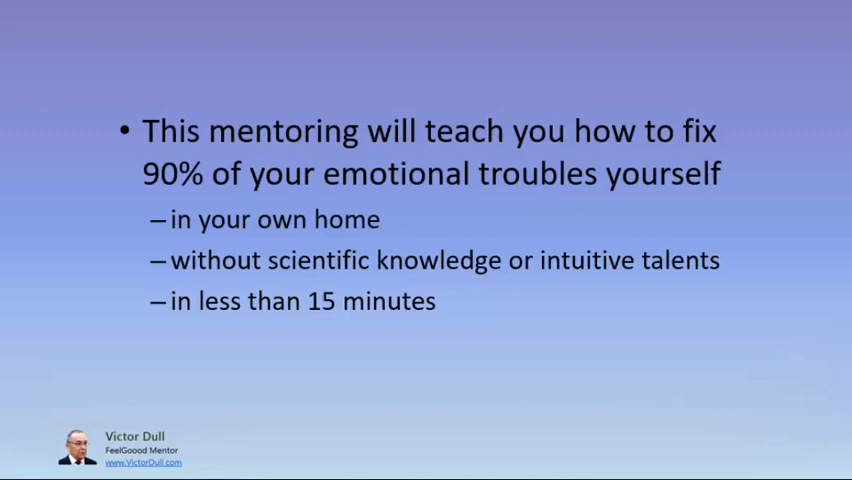 • This mentoring will teach you how to fix
90% of your emotional troubles yourself
– in your own home
– without scientific knowledge or intuitive talents
– in less than 15 minutes
Victor Dull
FeelGoood Mentor
www.VictorDull.com